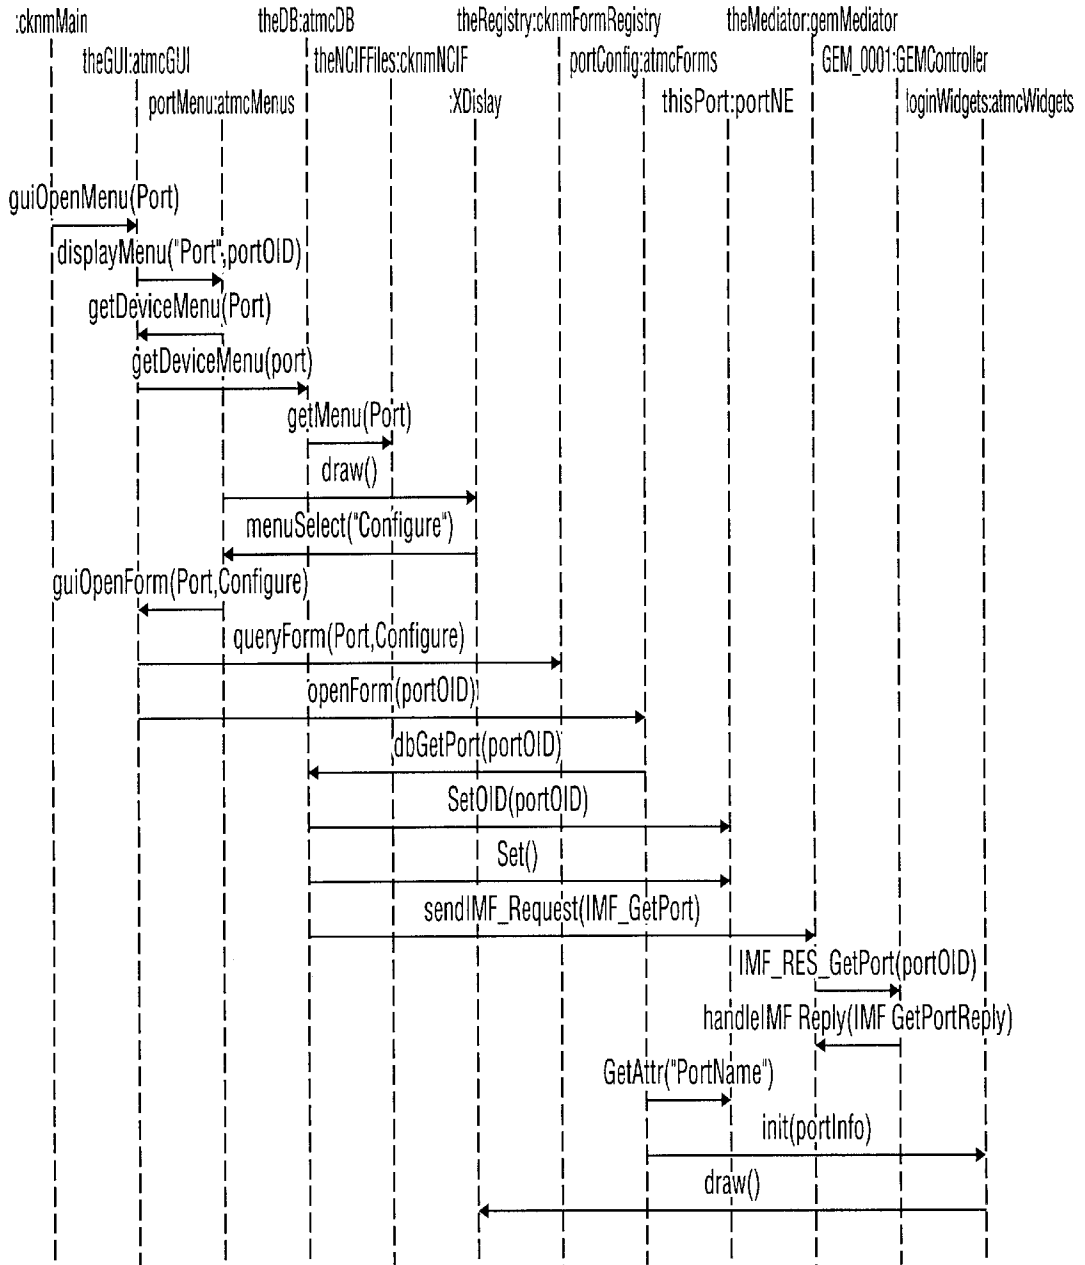 :cknmMain theDB:atmcDB theRegistry:cknmFormRegistry theMediator:gemMediator
theGUI:atmcGUI theNCIFFiles:cknmNCIF portConfig:atmcForms GEM_0001:GEMController
portMenu:atmcMenus :XDislay thisPort:portNE loginWidgets:atmcWidgets
guiOpenMenu(Port)
displayMenu("Port",portOID)
getDeviceMenu(Port)
getDeviceMenu(port)
getMenu(Port)
draw()
menuSelect("Configure")
guiOpenForm(Port,Configure)
queryForm(Port,Configure)
openForm(portOID)
dbGetPort(portOID)
SetOID(portOID)
Set()
sendIMF_Request(IMF_GetPort)
IMF_RES_GetPort(portOID)
handleIMF Reply(IMF GetPortReply)
GetAttr("PortName")
init(portInfo)
draw()